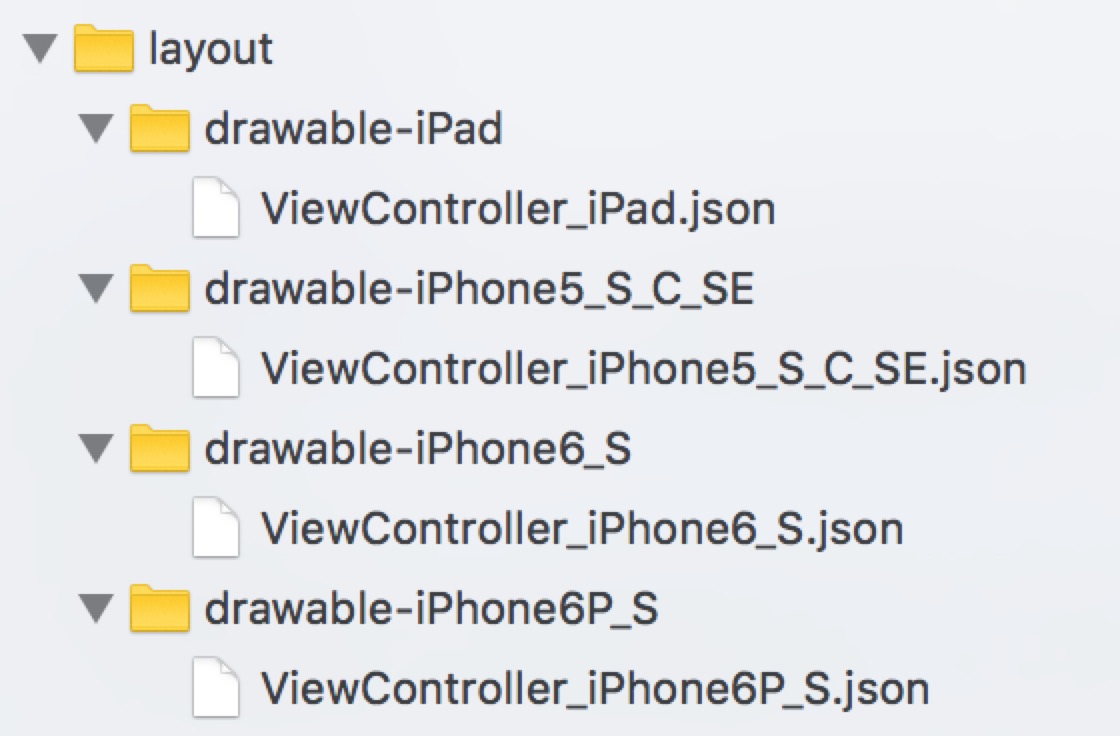 layout
drawable-iPad
ViewController_iPad.json
drawable-iPhone5_S_C_SE
ViewController_iPhone5_S_C_SE.json
drawable-iPhone6_S
ViewController_iPhone6_S.json
drawable-iPhone6P_S
ViewController_iPhone6P_S.json